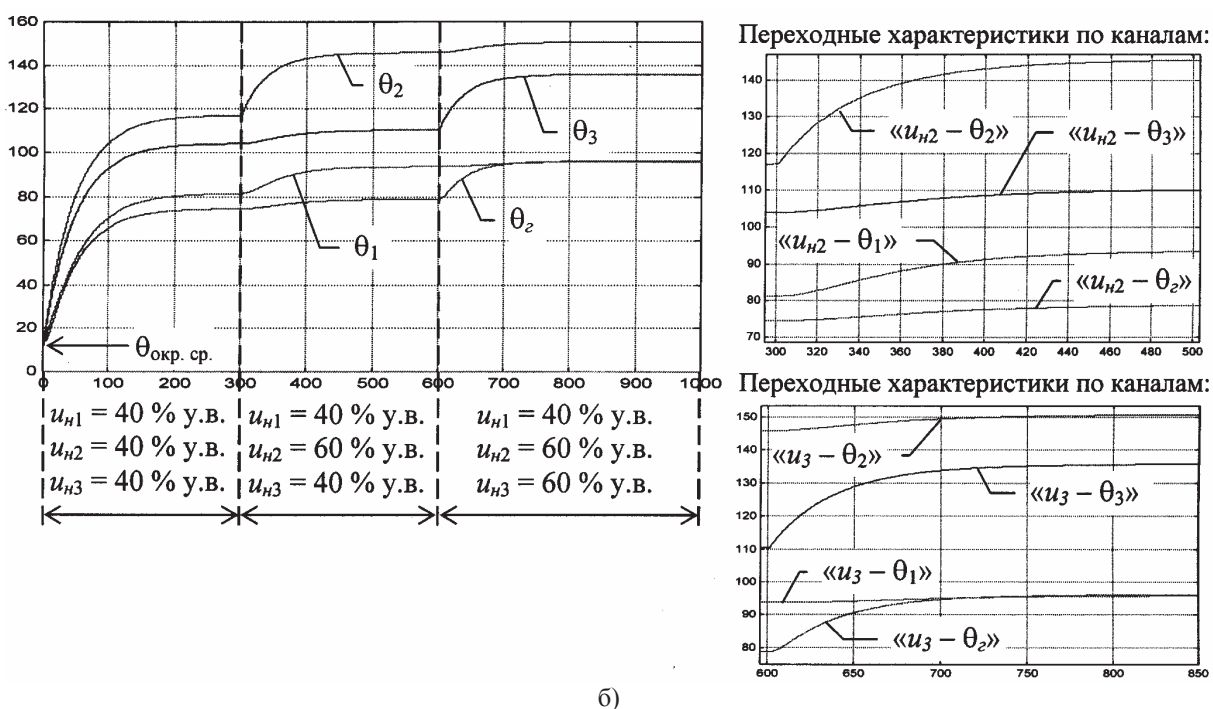 160
140
120
100
80
60
40
20
0
θ2
θ3
θ1
θг
θокр. ср.
0 100 200 300 400 500 600 700 800 900 1000
uн1 = 40 % у.в. uн1 = 40 % у.в. uн1 = 40 % у.в.
uн2 = 40 % у.в. uн2 = 60 % у.в. uн2 = 60 % у.в.
uн3 = 40 % у.в. uн3 = 40 % у.в. uн3 = 60 % у.в.
Переходные характеристики по каналам:
140
130
120
110
100
90
80
70
«uн2 – θ2» «uн2 – θ3»
«uн2 – θ1»
«uн2 – θг»
300 320 340 360 380 400 420 440 460 480 500
Переходные характеристики по каналам:
150
140
130
120
110
100
90
80
«u3 – θ2»
«u3 – θ3»
«u3 – θ1»
«u3 – θг»
600 650 700 750 800 850
б)